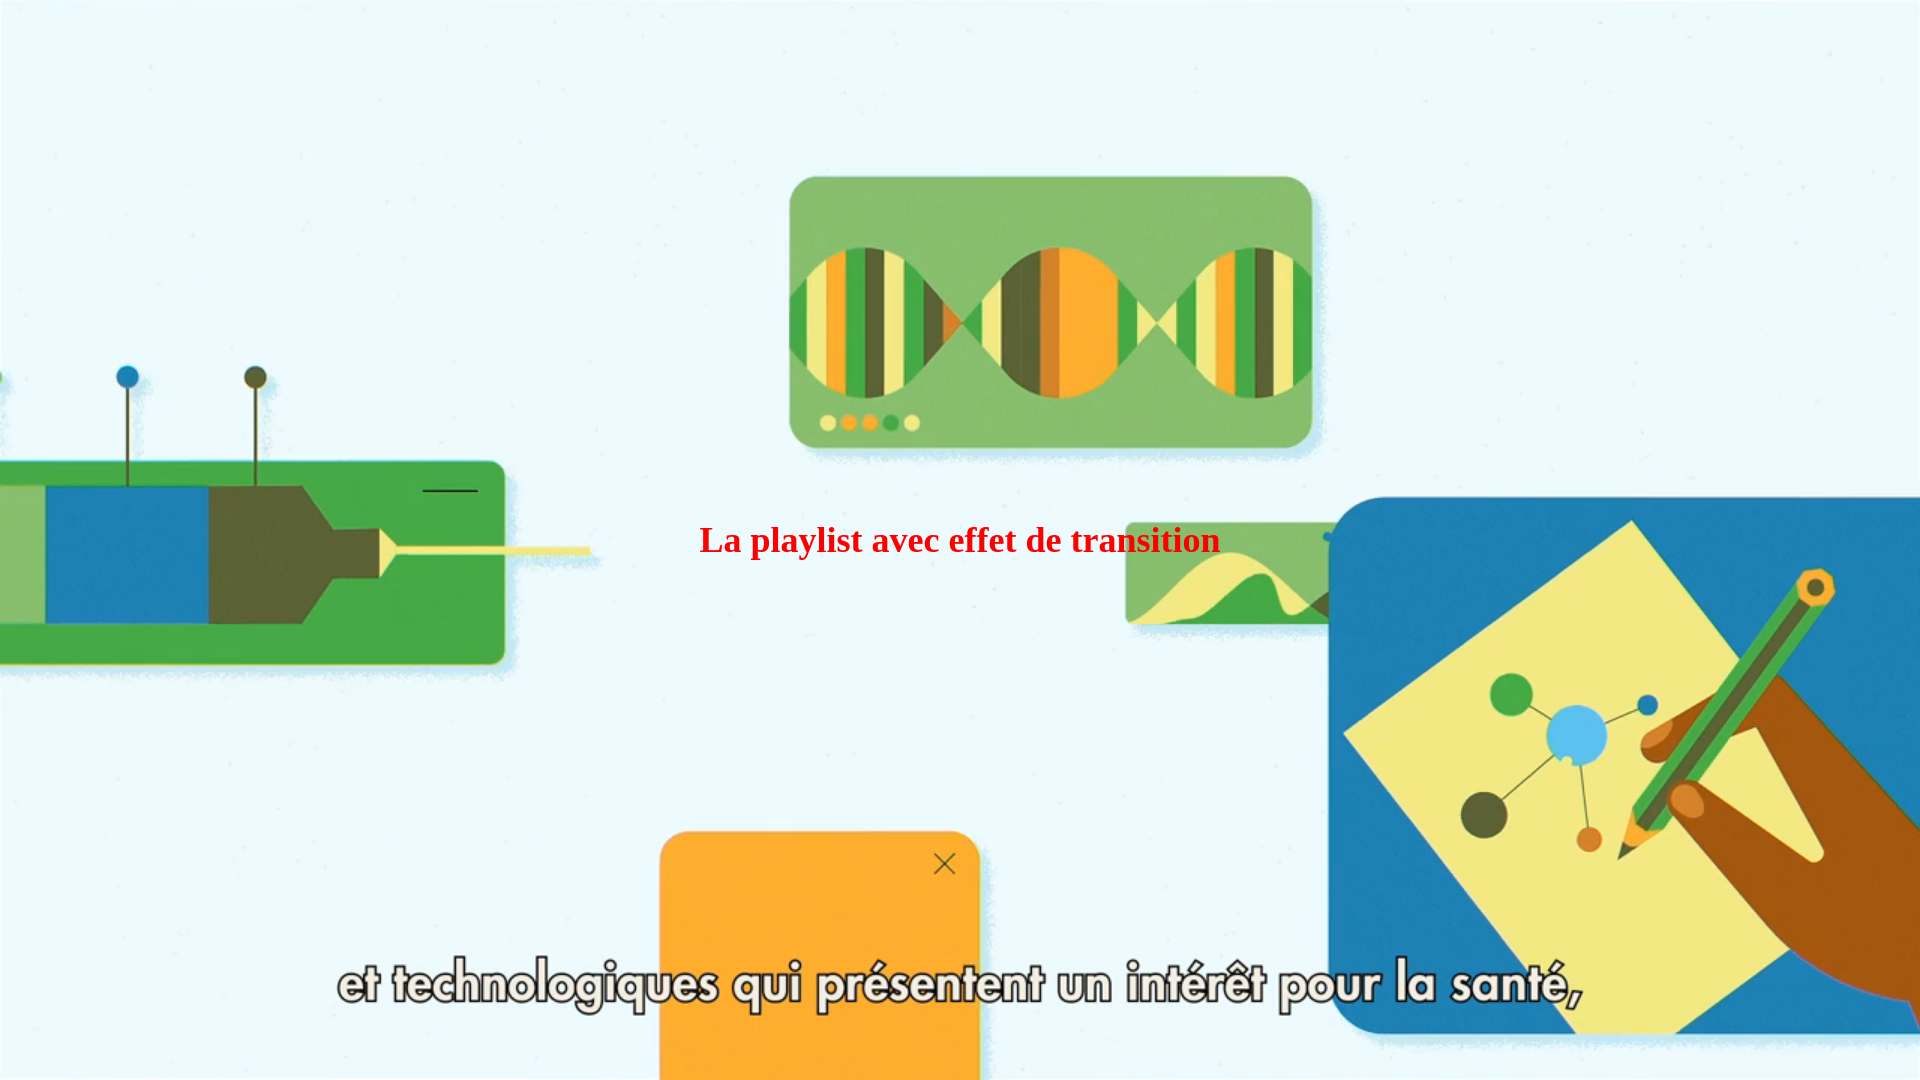 La playlist avec effet de transition
et technologiques qui présentent un intérêt pour la santé,